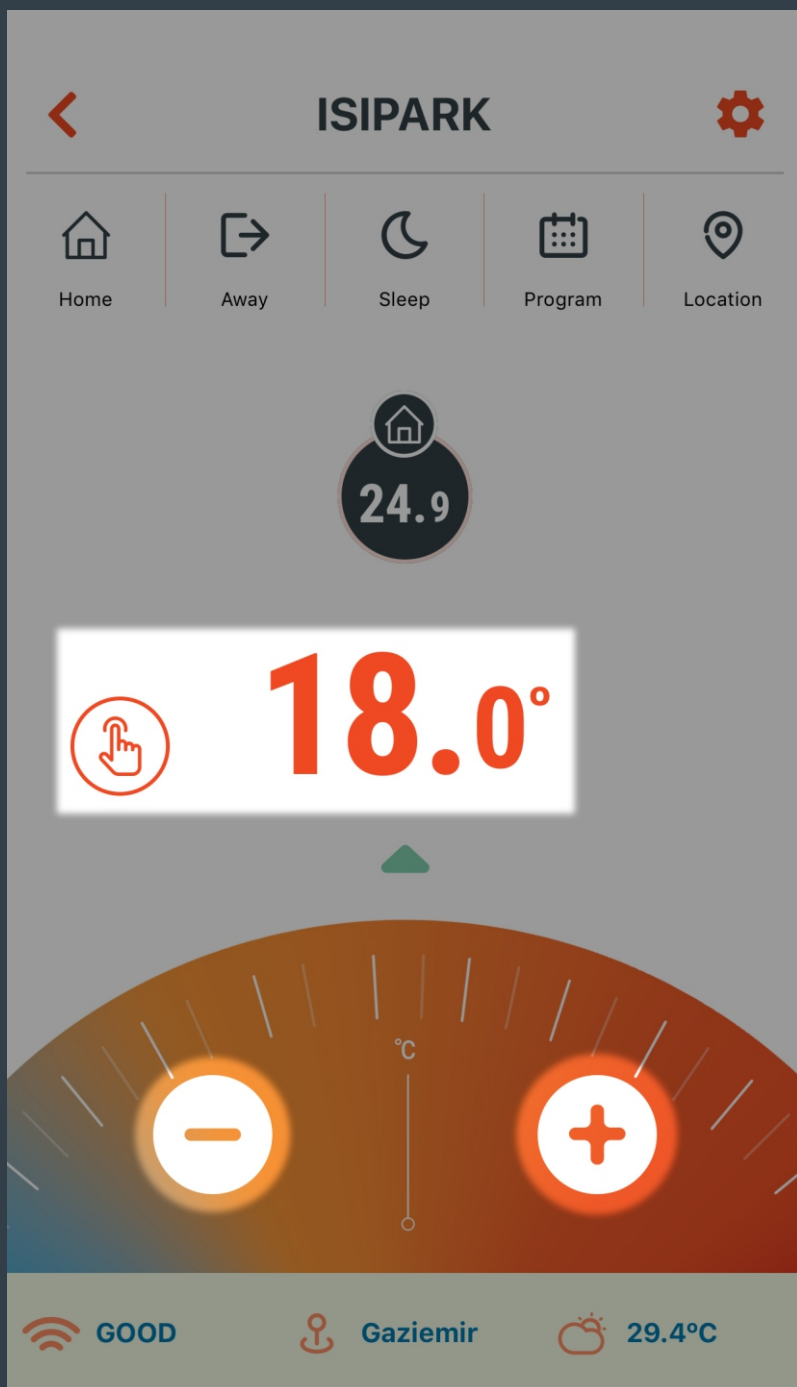 ISIPARK
Home Away Sleep Program Location
24.9
18.0°
°C
GOOD Gaziemir 29.4°C